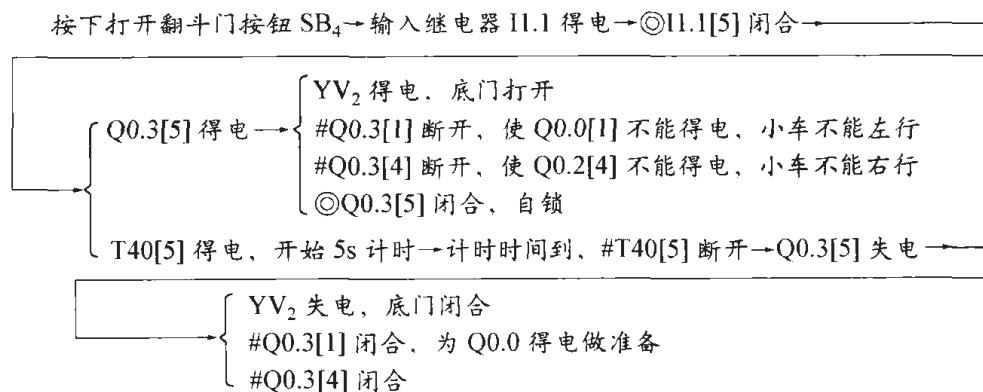 按下打开翻斗门按钮 SB₄→输入继电器 I1.1 得电→◎I1.1[5] 闭合→
YV₂ 得电，底门打开
Q0.3[5] 得电→ #Q0.3[1] 断开，使 Q0.0[1] 不能得电，小车不能左行
#Q0.3[4] 断开，使 Q0.2[4] 不能得电，小车不能右行
◎Q0.3[5] 闭合，自锁
T40[5] 得电，开始 5s 计时→计时时间到，#T40[5] 断开→Q0.3[5] 失电→
YV₂ 失电，底门闭合
#Q0.3[1] 闭合，为 Q0.0 得电做准备
#Q0.3[4] 闭合